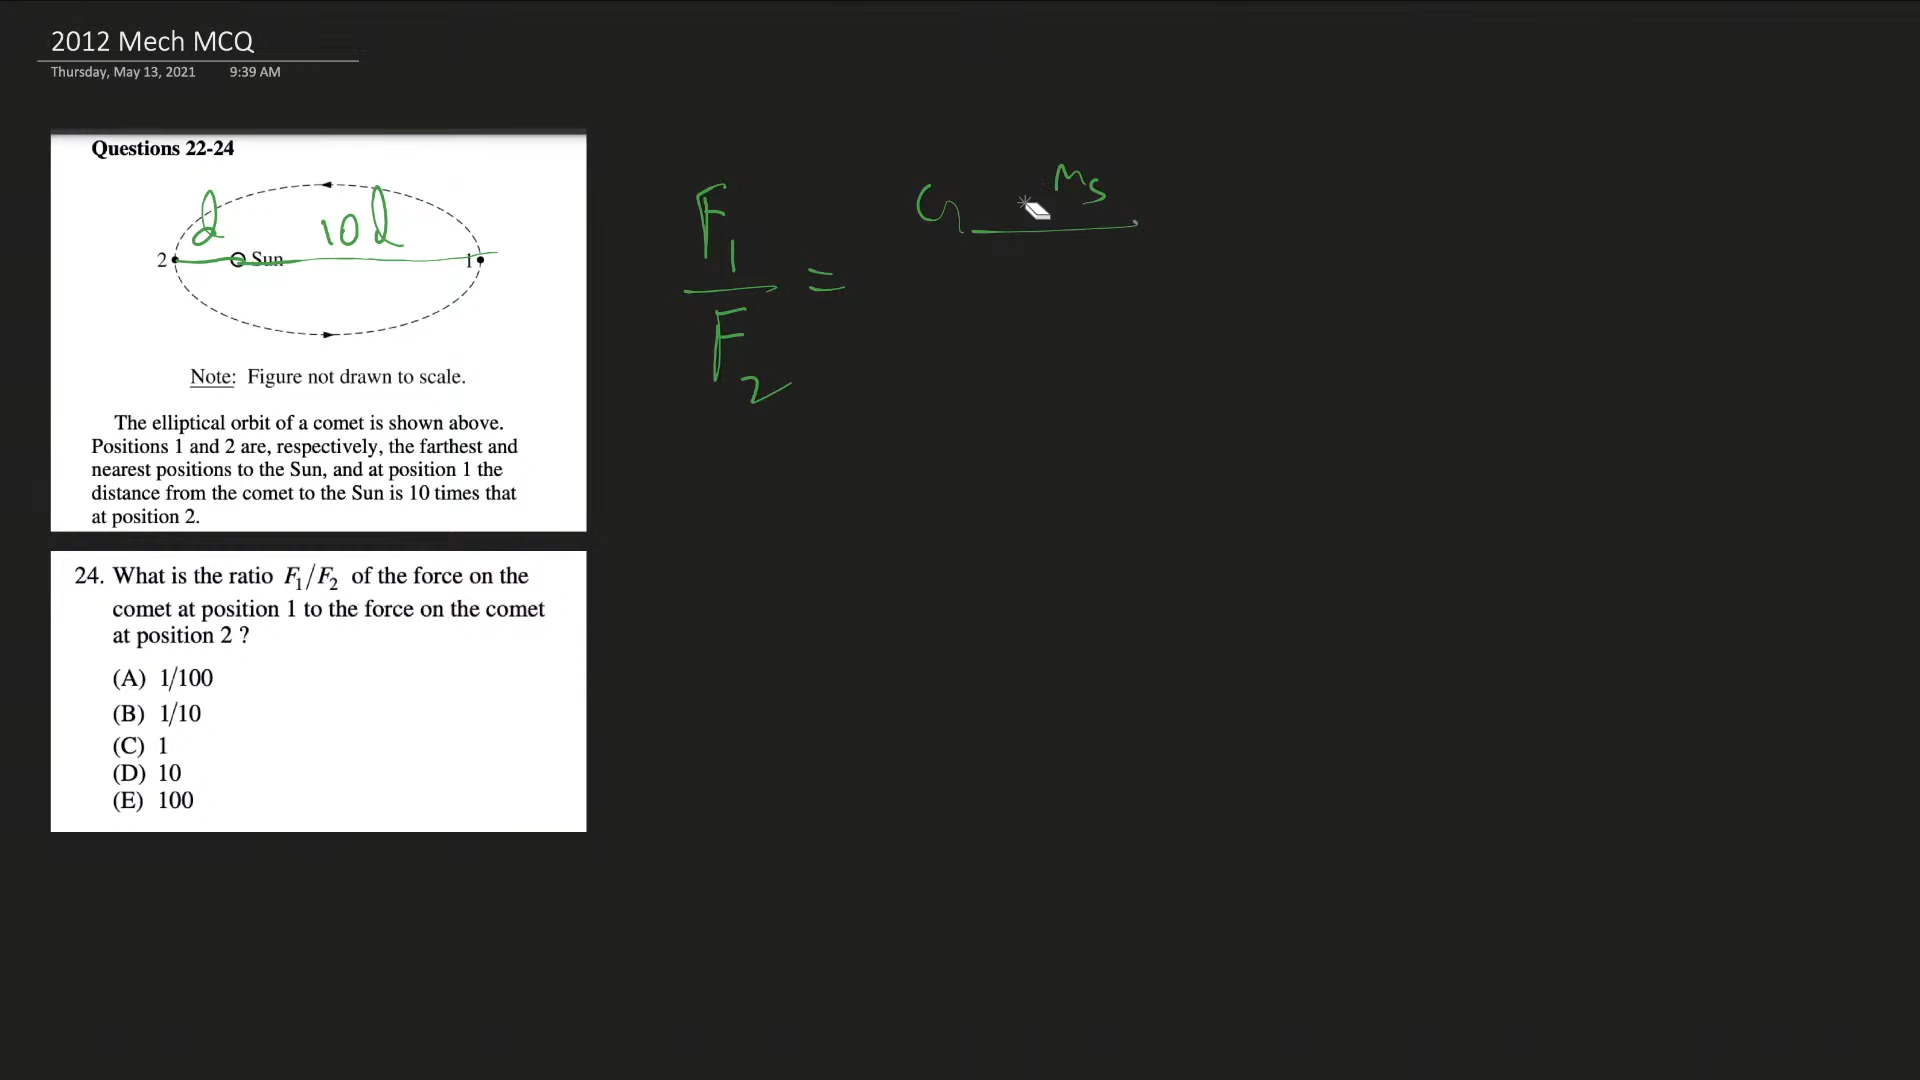 2012 Mech MCQ
Thursday, May 13, 2021 9:39 AM
Questions 22-24
d 10d
2 Sun 1
Note: Figure not drawn to scale.
The elliptical orbit of a comet is shown above.
Positions 1 and 2 are, respectively, the farthest and
nearest positions to the Sun, and at position 1 the
distance from the comet to the Sun is 10 times that
at position 2.
24. What is the ratio F₁/F₂ of the force on the
comet at position 1 to the force on the comet
at position 2 ?
(A) 1/100
(B) 1/10
(C) 1
(D) 10
(E) 100
G Ms
F₁
=
F₂